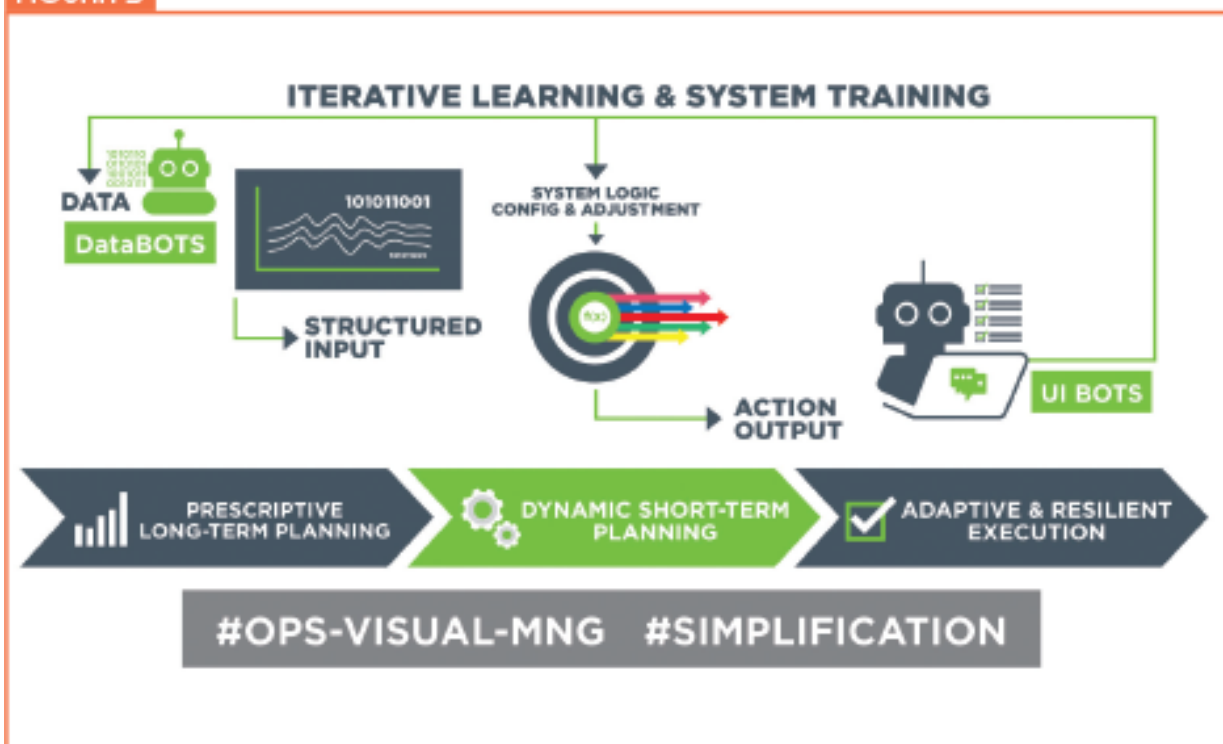 ITERATIVE LEARNING & SYSTEM TRAINING
DATA
DataBOTS
101011001
STRUCTURED
INPUT
SYSTEM LOGIC
CONFIG & ADJUSTMENT
f(x)
ACTION
OUTPUT
UI BOTS
PRESCRIPTIVE
LONG-TERM PLANNING
DYNAMIC SHORT-TERM
PLANNING
ADAPTIVE & RESILIENT
EXECUTION
#OPS-VISUAL-MNG #SIMPLIFICATION